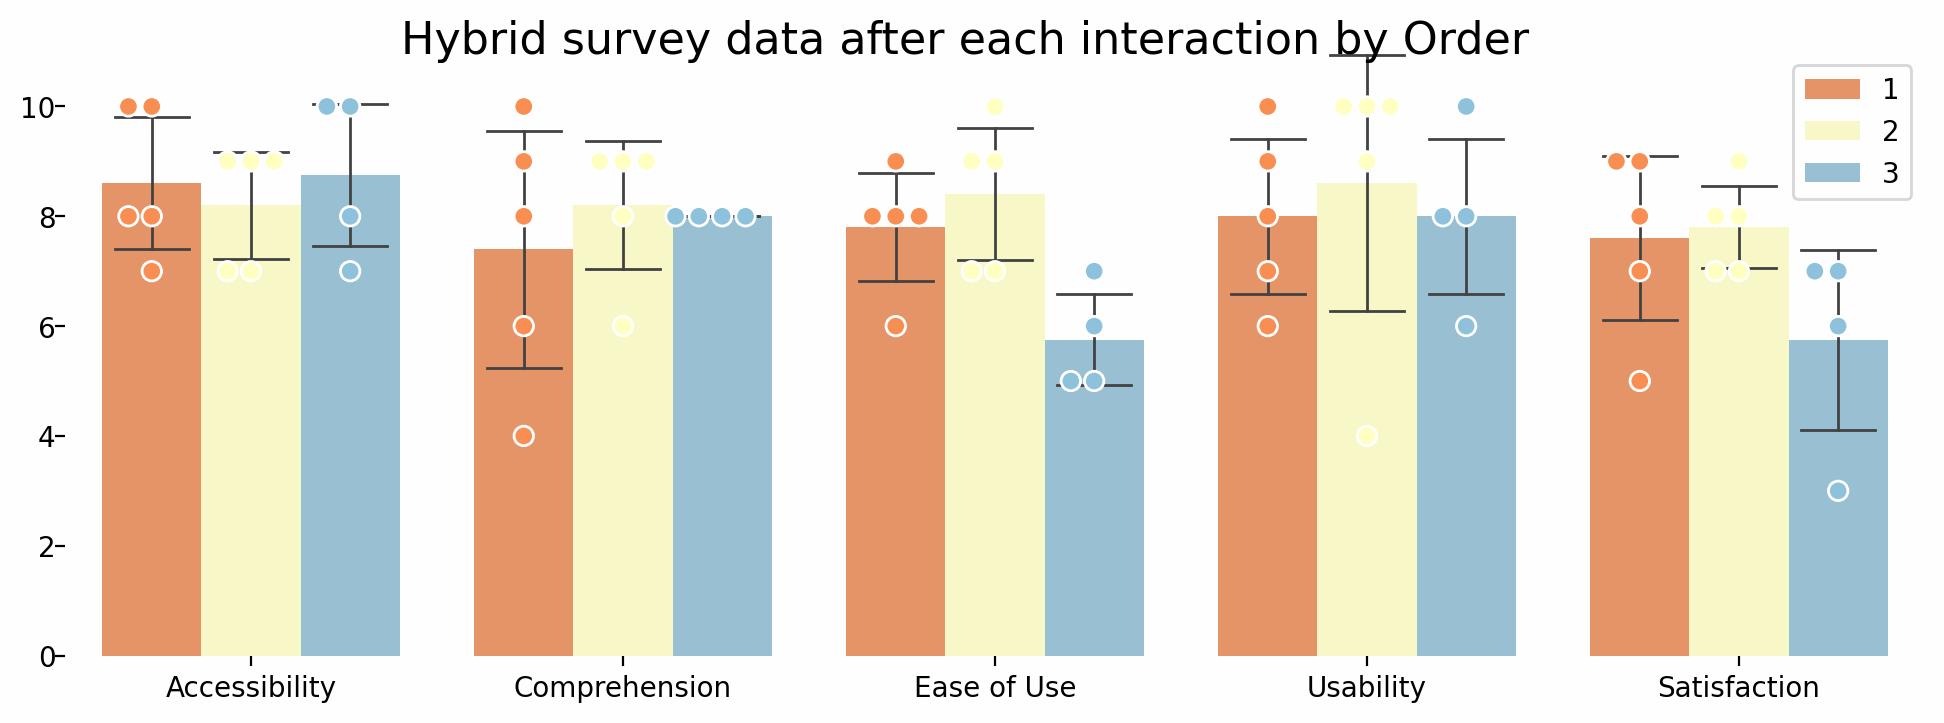 Hybrid survey data after each interaction by Order
1
2
3
10
8
6
4
2
0
Accessibility
Comprehension
Ease of Use
Usability
Satisfaction